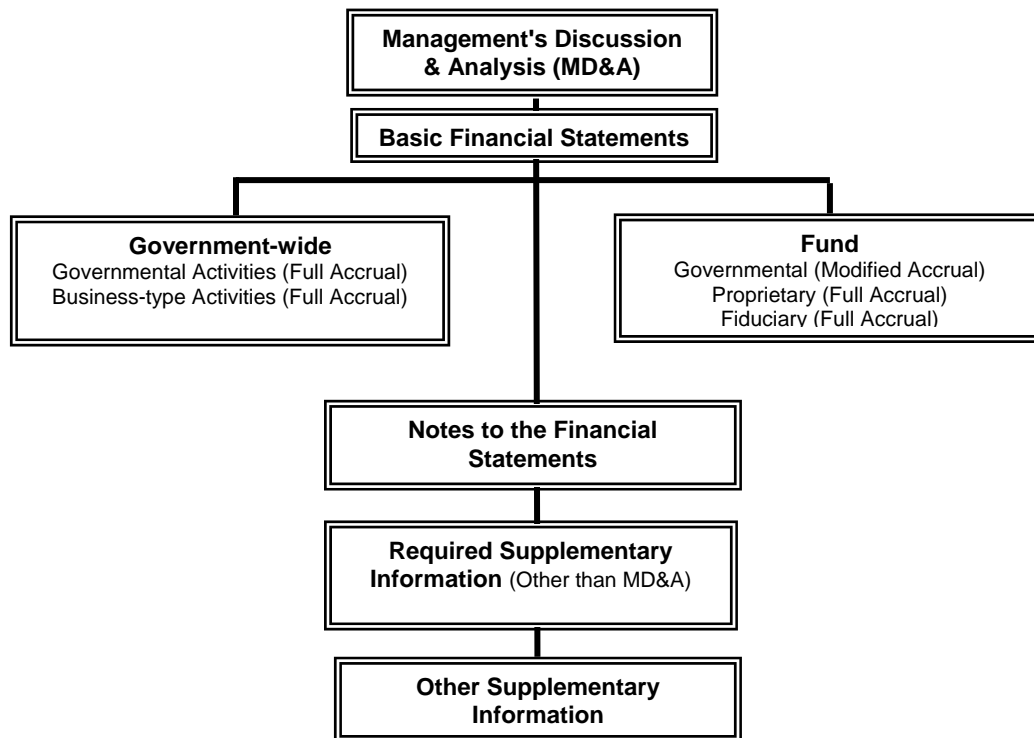 Management's Discussion
& Analysis (MD&A)
Basic Financial Statements
Government-wide
Governmental Activities (Full Accrual)
Business-type Activities (Full Accrual)
Fund
Governmental (Modified Accrual)
Proprietary (Full Accrual)
Fiduciary (Full Accrual)
Notes to the Financial
Statements
Required Supplementary
Information (Other than MD&A)
Other Supplementary
Information